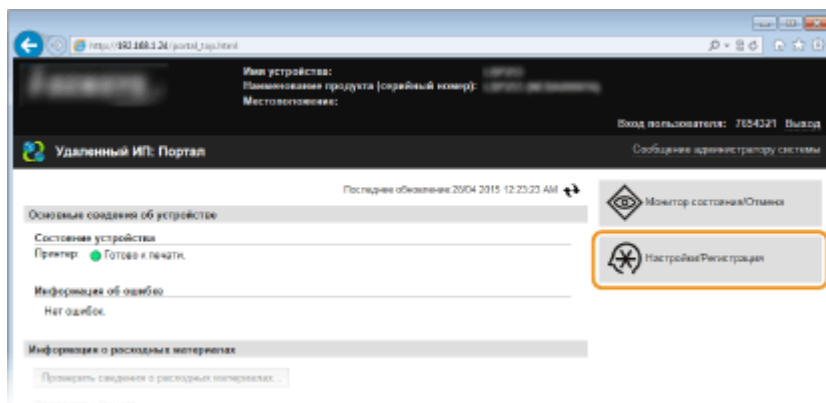 http://192.168.1.24/portal_top.html
Имя устройства:
Наименование продукта (серийный номер):
Местоположение:
Вход пользователя: 7654321 Выход
Удаленный ИП: Портал
Сообщение администратору системы
Последнее обновление: 28/04 2015 12:23:23 AM
Монитор состояния/Отмена
Основные сведения об устройстве
Состояние устройства
Принтер: Готово к печати.
Настройки/Регистрация
Информация об ошибке
Нет ошибок.
Информация о расходных материалах
Проверить сведения о расходных материалах...